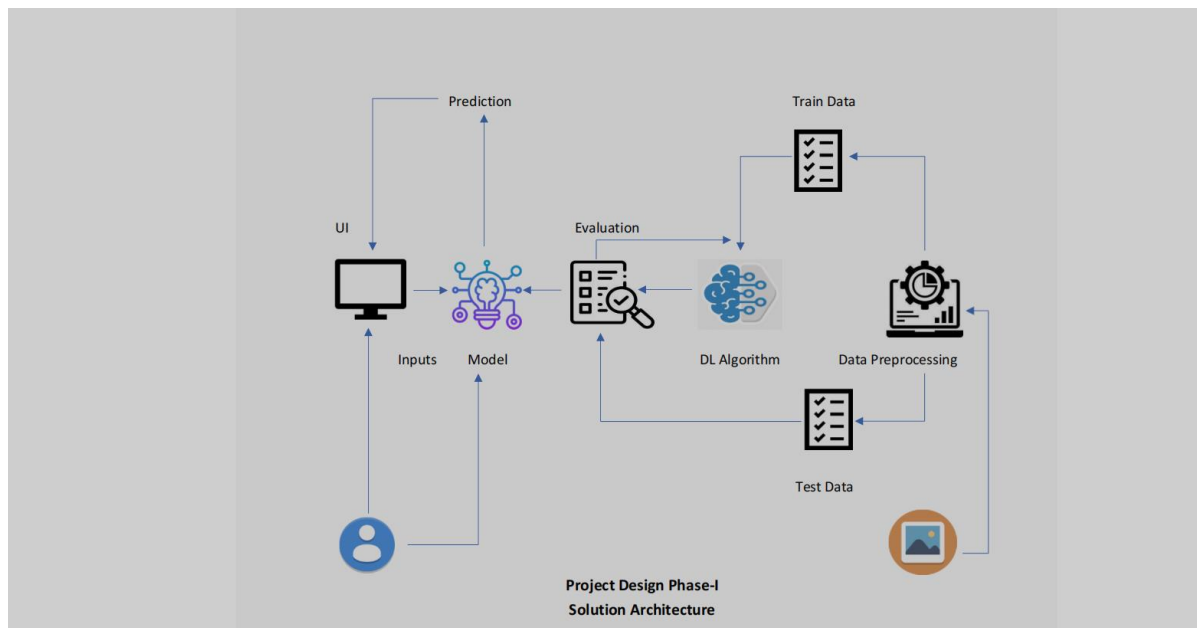 Prediction
Train Data
UI
Evaluation
Inputs
Model
DL Algorithm
Data Preprocessing
Test Data
Project Design Phase-I
Solution Architecture